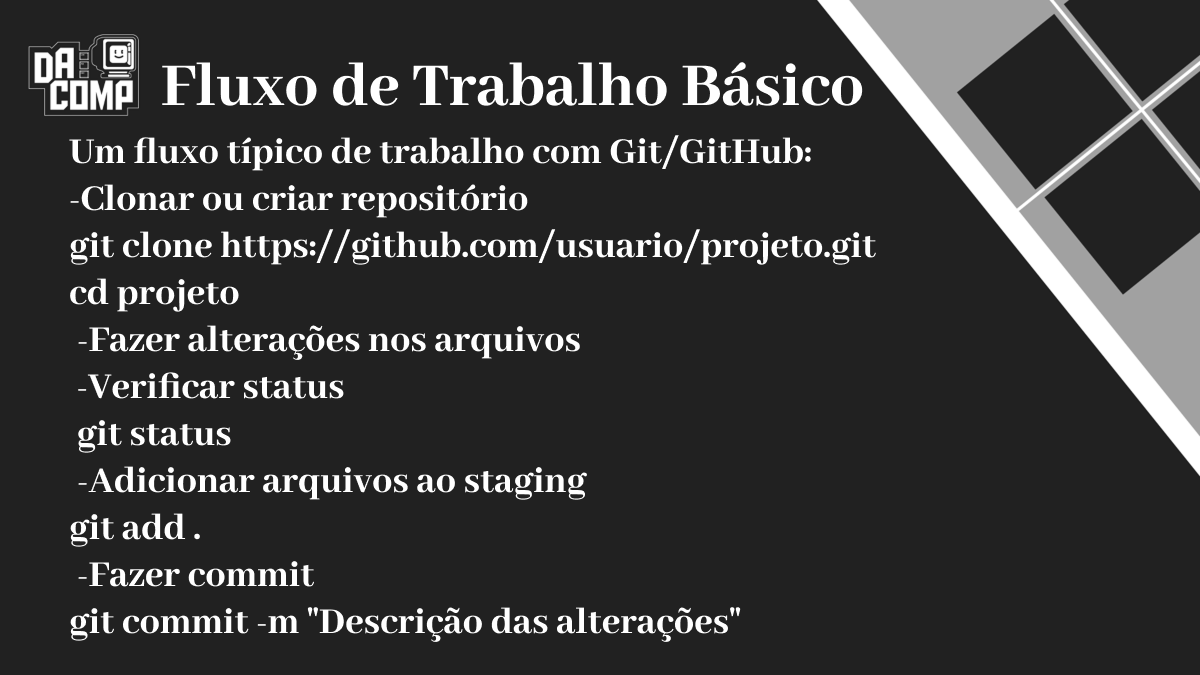 DA
COMP
Fluxo de Trabalho Básico
Um fluxo típico de trabalho com Git/GitHub:
-Clonar ou criar repositório
git clone https://github.com/usuario/projeto.git
cd projeto
-Fazer alterações nos arquivos
-Verificar status
git status
-Adicionar arquivos ao staging
git add .
-Fazer commit
git commit -m "Descrição das alterações"